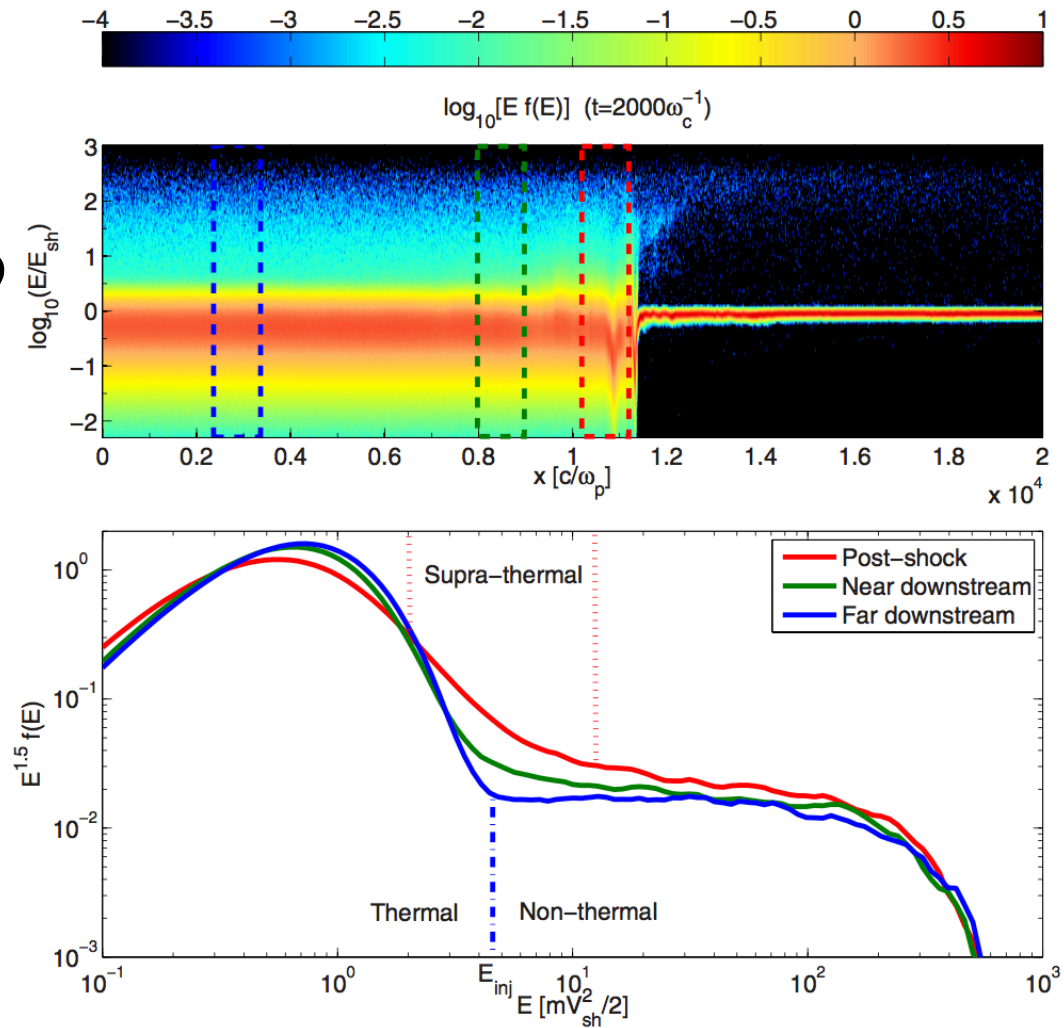 −4 −3.5 −3 −2.5 −2 −1.5 −1 −0.5 0 0.5 1
log10[E f(E)] (t=2000ωc−1)
3
2
1
0
−1
−2
log10(E/Esh)
0 0.2 0.4 0.6 0.8 1 1.2 1.4 1.6 1.8 2
x [c/ωp]
x 10^4
Post−shock
Near downstream
Far downstream
Supra−thermal
Thermal
Non−thermal
10^0
10^−1
10^−2
10^−3
E^1.5 f(E)
10^−1 10^0 10^1 10^2 10^3
Einj
E [mVsh^2/2]